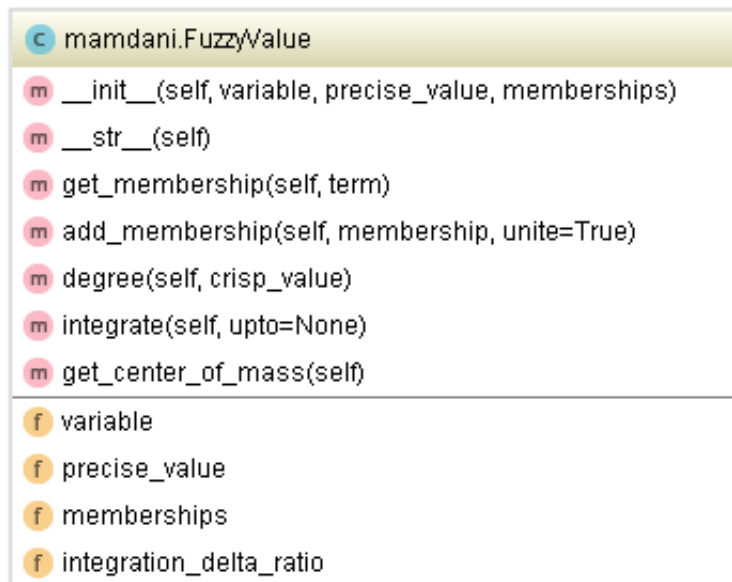 C mamdani.FuzzyValue
m __init__(self, variable, precise_value, memberships)
m __str__(self)
m get_membership(self, term)
m add_membership(self, membership, unite=True)
m degree(self, crisp_value)
m integrate(self, upto=None)
m get_center_of_mass(self)
f variable
f precise_value
f memberships
f integration_delta_ratio